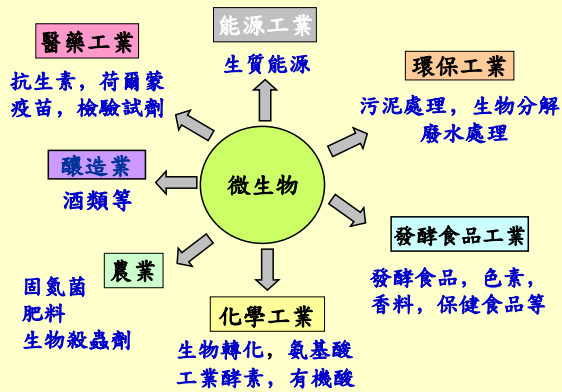 能源工業
生質能源
醫藥工業
抗生素，荷爾蒙
疫苗，檢驗試劑
環保工業
污泥處理，生物分解
廢水處理
釀造業
酒類等
微生物
發酵食品工業
發酵食品，色素，
香料，保健食品等
農業
固氮菌
肥料
生物殺蟲劑
化學工業
生物轉化，氨基酸
工業酵素，有機酸